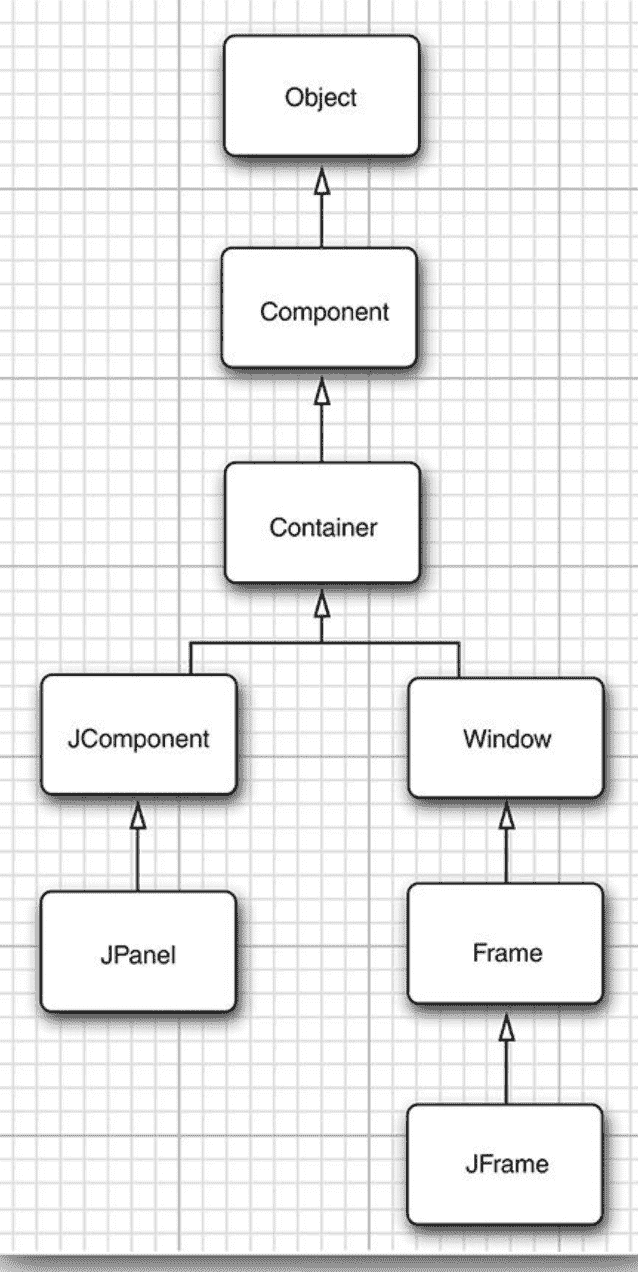 Object
Component
Container
JComponent
Window
JPanel
Frame
JFrame